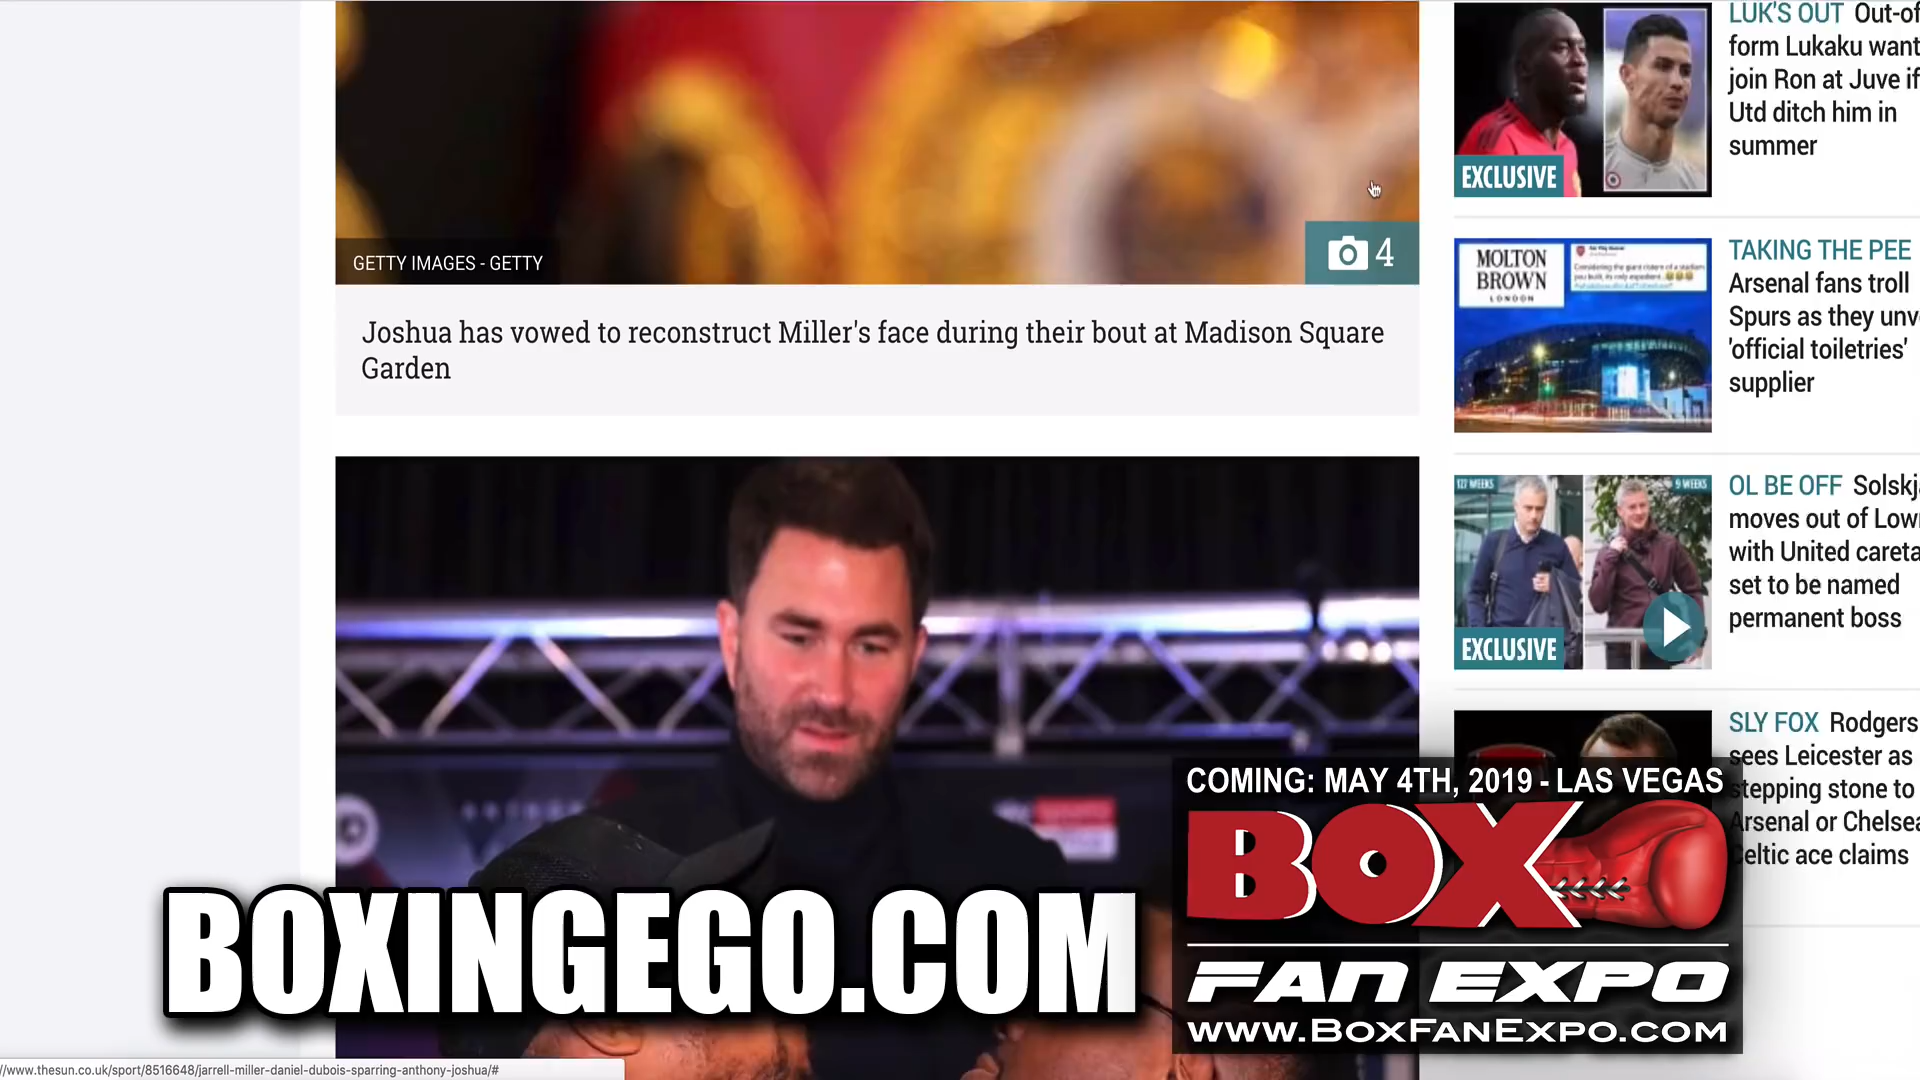 GETTY IMAGES - GETTY
4
Joshua has vowed to reconstruct Miller's face during their bout at Madison Square
Garden
LUK'S OUT Out-of
form Lukaku want
join Ron at Juve if
Utd ditch him in
summer
EXCLUSIVE
MOLTON
BROWN
LONDON
TAKING THE PEE
Arsenal fans troll
Spurs as they unv
'official toiletries'
supplier
122 WEEKS
9 WEEKS
EXCLUSIVE
OL BE OFF Solskj
moves out of Low
with United careta
set to be named
permanent boss
SLY FOX Rodgers
sees Leicester as
stepping stone to
Arsenal or Chelsea
Celtic ace claims
COMING: MAY 4TH, 2019 - LAS VEGAS
BOX
FAN EXPO
WWW.BOXFANEXPO.COM
BOXINGEGO.COM
//www.thesun.co.uk/sport/8516648/jarrell-miller-daniel-dubois-sparring-anthony-joshua/#